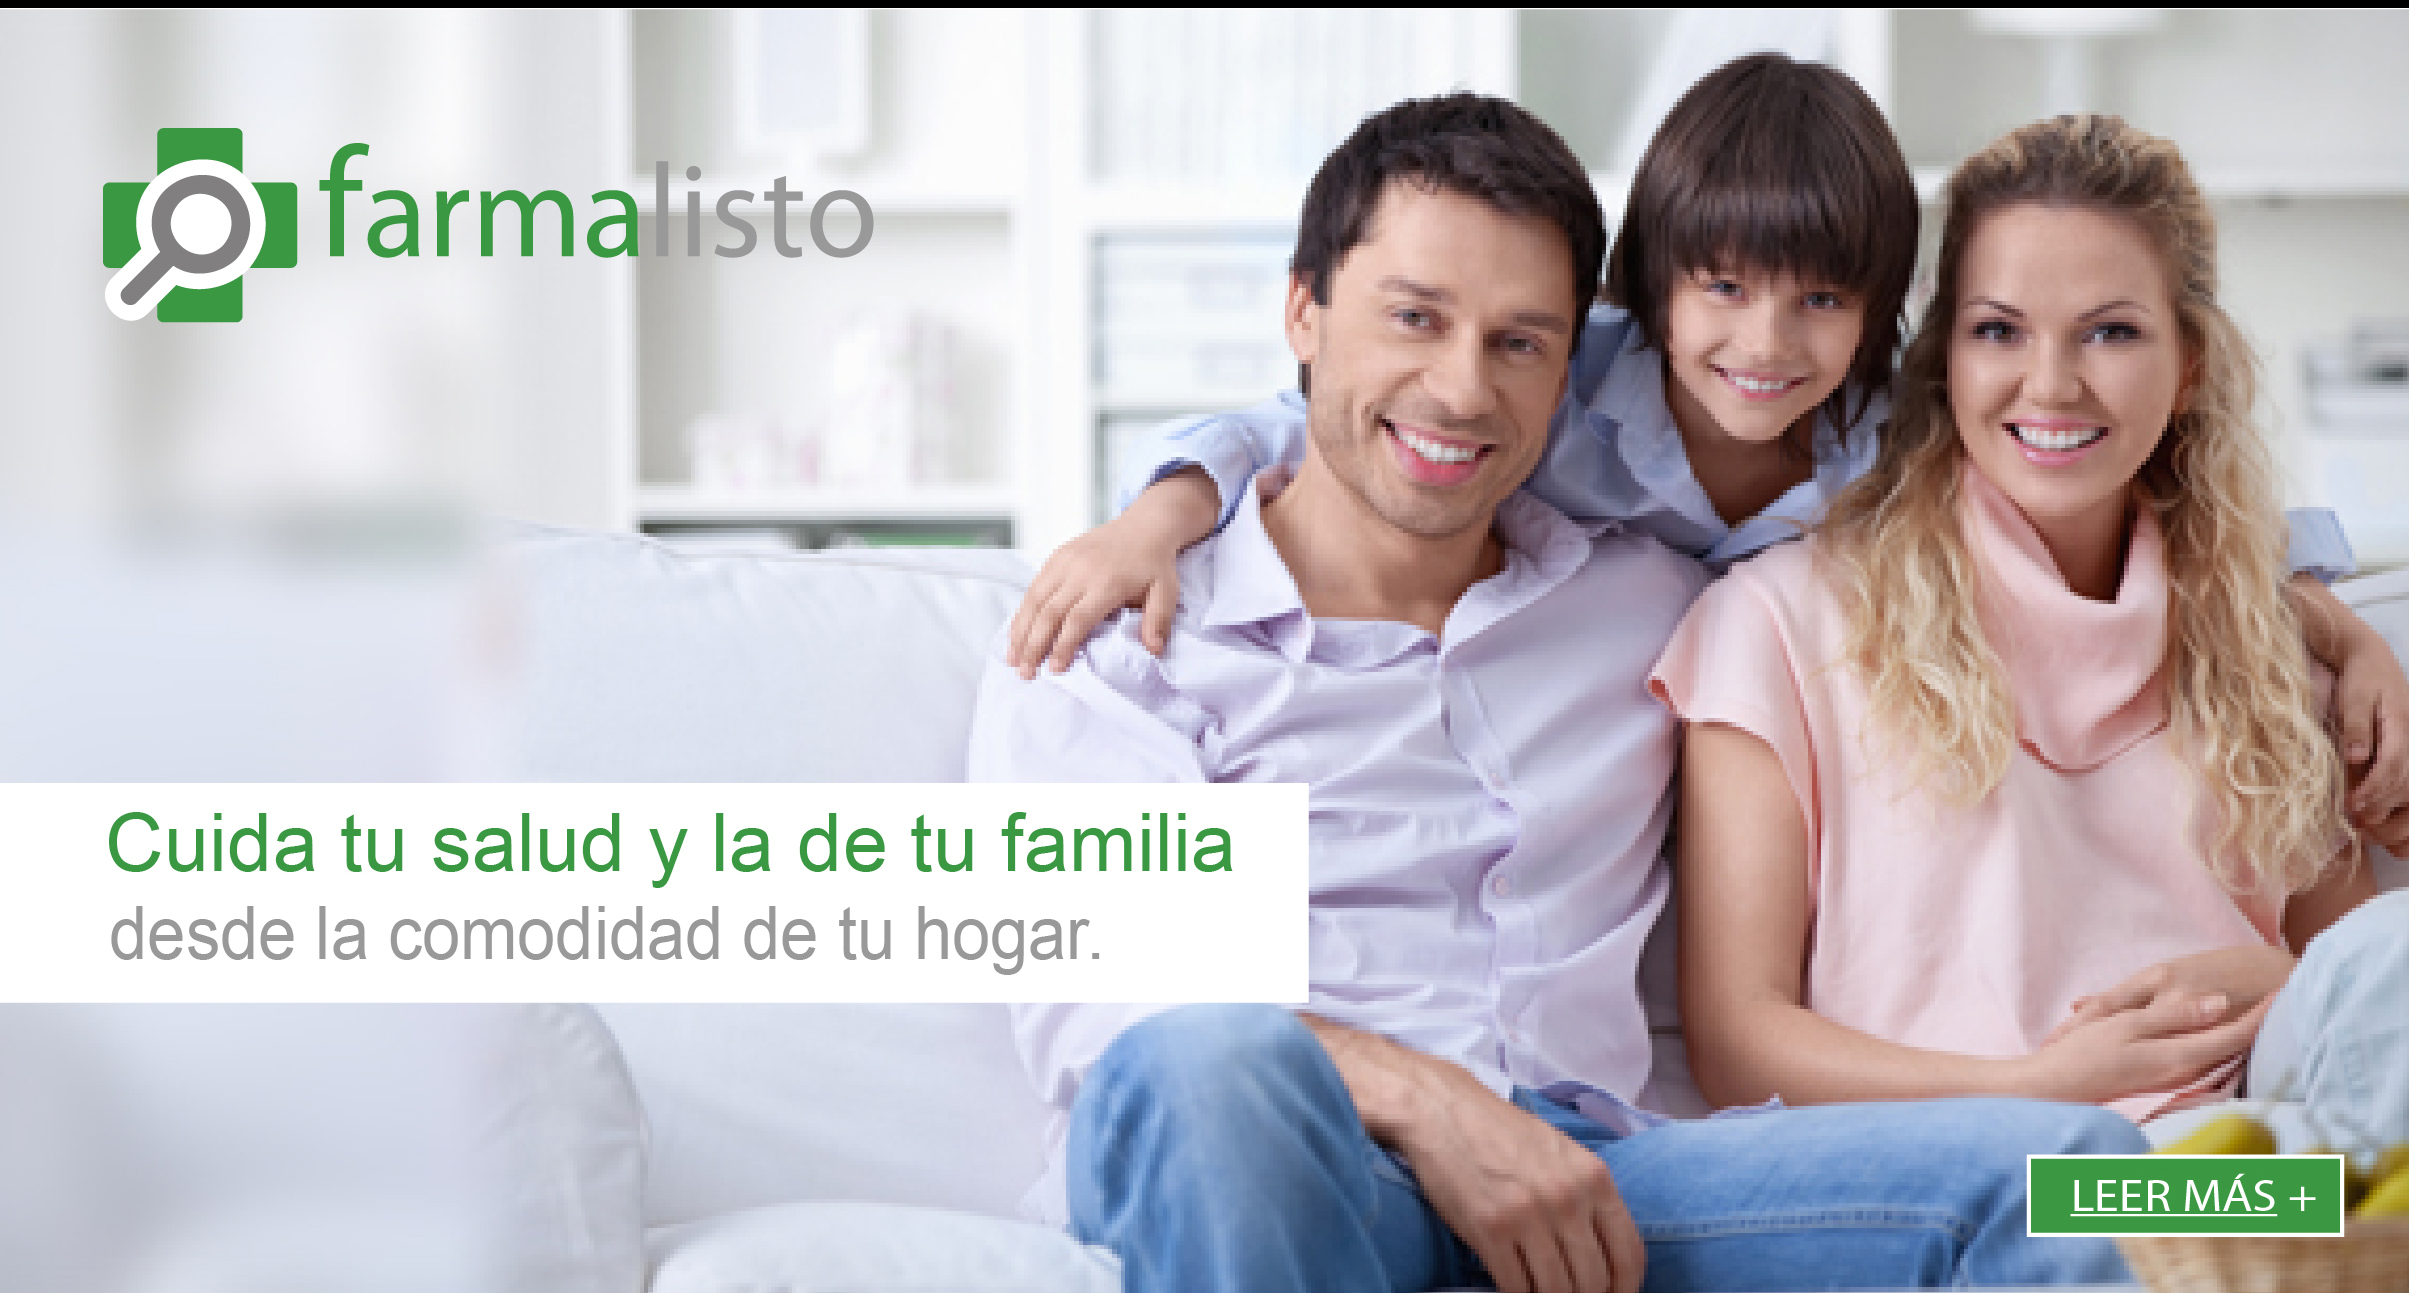 farmalisto
Cuida tu salud y la de tu familia
desde la comodidad de tu hogar.
LEER MÁS +